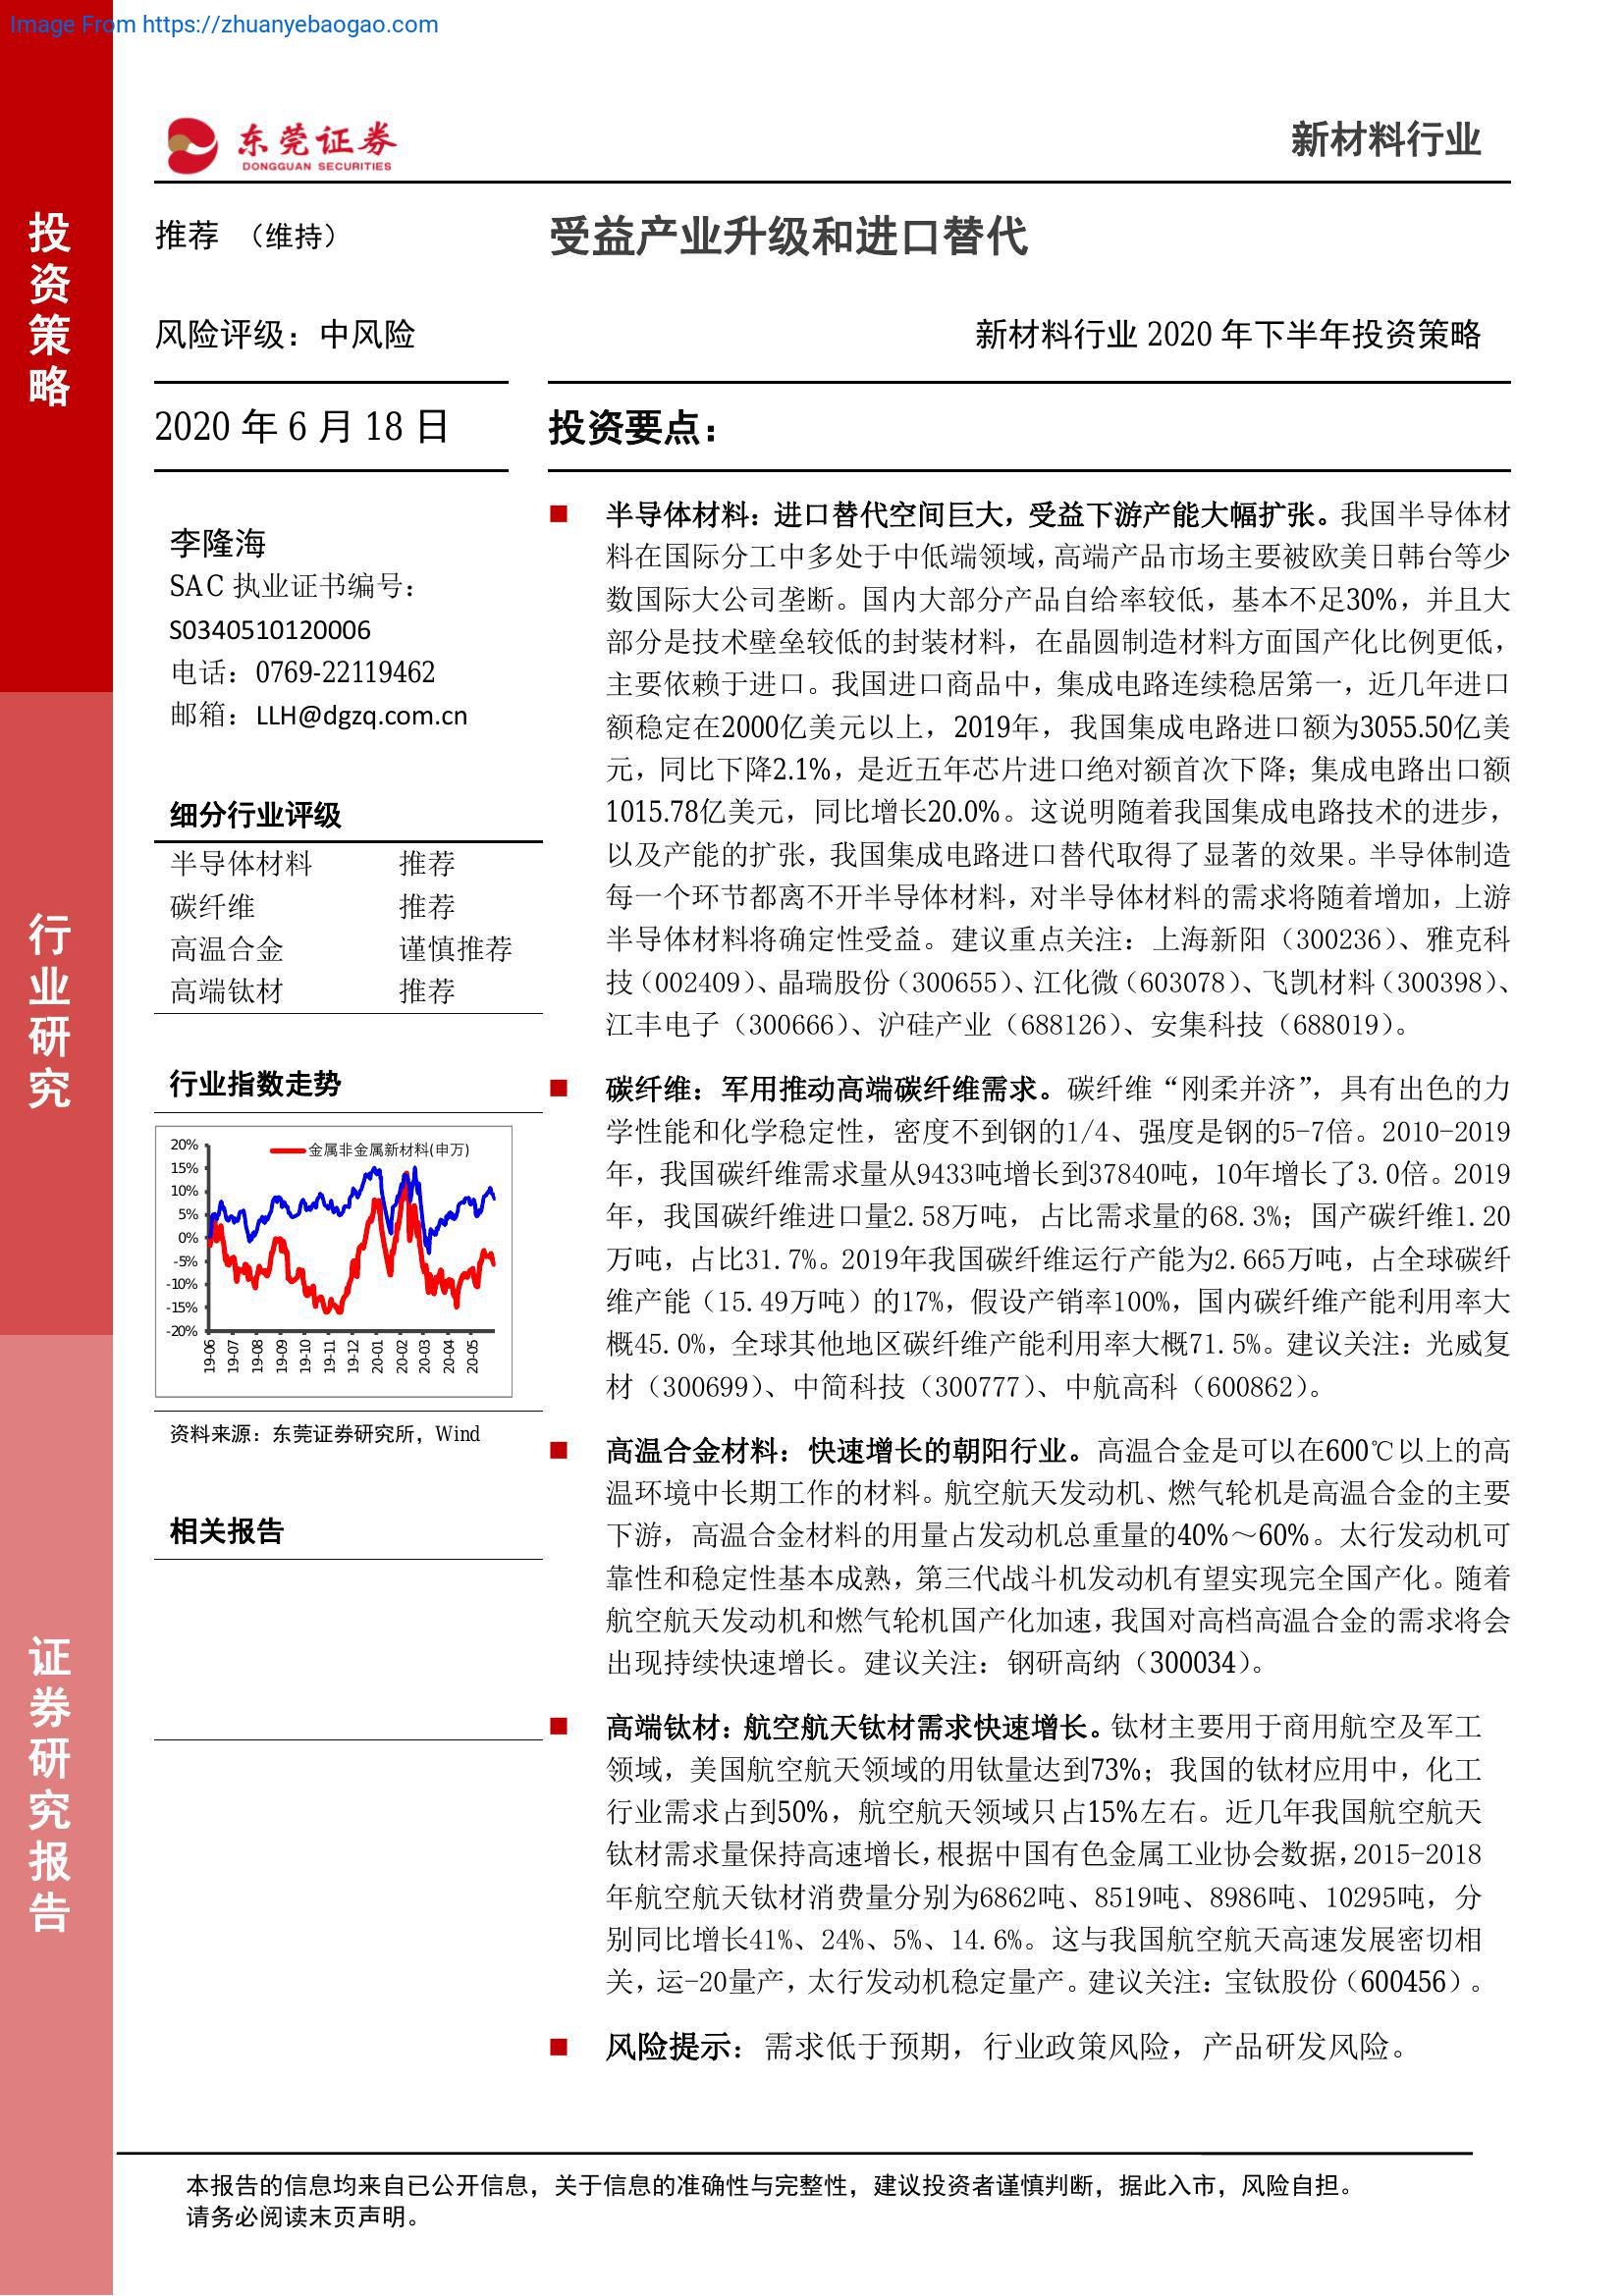 Image From https://zhuanyebaogao.com
东莞证券
DONGGUAN SECURITIES
新材料行业
投资策略
行业研究
证券研究报告
推荐 （维持）
受益产业升级和进口替代
风险评级：中风险
新材料行业 2020 年下半年投资策略
2020 年 6 月 18 日
投资要点：
李隆海
SAC 执业证书编号：
S0340510120006
电话：0769-22119462
邮箱：LLH@dgzq.com.cn
细分行业评级
半导体材料 推荐
碳纤维 推荐
高温合金 谨慎推荐
高端钛材 推荐
行业指数走势
金属非金属新材料(申万)
20%
15%
10%
5%
0%
-5%
-10%
-15%
-20%
19-06
19-07
19-08
19-09
19-10
19-11
19-12
20-01
20-02
20-03
20-04
20-05
资料来源：东莞证券研究所，Wind
相关报告
■ 半导体材料：进口替代空间巨大，受益下游产能大幅扩张。我国半导体材
料在国际分工中多处于中低端领域，高端产品市场主要被欧美日韩台等少
数国际大公司垄断。国内大部分产品自给率较低，基本不足30%，并且大
部分是技术壁垒较低的封装材料，在晶圆制造材料方面国产化比例更低，
主要依赖于进口。我国进口商品中，集成电路连续稳居第一，近几年进口
额稳定在2000亿美元以上，2019年，我国集成电路进口额为3055.50亿美
元，同比下降2.1%，是近五年芯片进口绝对额首次下降；集成电路出口额
1015.78亿美元，同比增长20.0%。这说明随着我国集成电路技术的进步，
以及产能的扩张，我国集成电路进口替代取得了显著的效果。半导体制造
每一个环节都离不开半导体材料，对半导体材料的需求将随着增加，上游
半导体材料将确定性受益。建议重点关注：上海新阳（300236）、雅克科
技（002409）、晶瑞股份（300655）、江化微（603078）、飞凯材料（300398）、
江丰电子（300666）、沪硅产业（688126）、安集科技（688019）。
■ 碳纤维：军用推动高端碳纤维需求。碳纤维“刚柔并济”，具有出色的力
学性能和化学稳定性，密度不到钢的1/4、强度是钢的5-7倍。2010-2019
年，我国碳纤维需求量从9433吨增长到37840吨，10年增长了3.0倍。2019
年，我国碳纤维进口量2.58万吨，占比需求量的68.3%；国产碳纤维1.20
万吨，占比31.7%。2019年我国碳纤维运行产能为2.665万吨，占全球碳纤
维产能（15.49万吨）的17%，假设产销率100%，国内碳纤维产能利用率大
概45.0%，全球其他地区碳纤维产能利用率大概71.5%。建议关注：光威复
材（300699）、中简科技（300777）、中航高科（600862）。
■ 高温合金材料：快速增长的朝阳行业。高温合金是可以在600℃以上的高
温环境中长期工作的材料。航空航天发动机、燃气轮机是高温合金的主要
下游，高温合金材料的用量占发动机总重量的40%～60%。太行发动机可
靠性和稳定性基本成熟，第三代战斗机发动机有望实现完全国产化。随着
航空航天发动机和燃气轮机国产化加速，我国对高档高温合金的需求将会
出现持续快速增长。建议关注：钢研高纳（300034）。
■ 高端钛材：航空航天钛材需求快速增长。钛材主要用于商用航空及军工
领域，美国航空航天领域的用钛量达到73%；我国的钛材应用中，化工
行业需求占到50%，航空航天领域只占15%左右。近几年我国航空航天
钛材需求量保持高速增长，根据中国有色金属工业协会数据，2015-2018
年航空航天钛材消费量分别为6862吨、8519吨、8986吨、10295吨，分
别同比增长41%、24%、5%、14.6%。这与我国航空航天高速发展密切相
关，运-20量产，太行发动机稳定量产。建议关注：宝钛股份（600456）。
■ 风险提示：需求低于预期，行业政策风险，产品研发风险。
本报告的信息均来自已公开信息，关于信息的准确性与完整性，建议投资者谨慎判断，据此入市，风险自担。
请务必阅读末页声明。